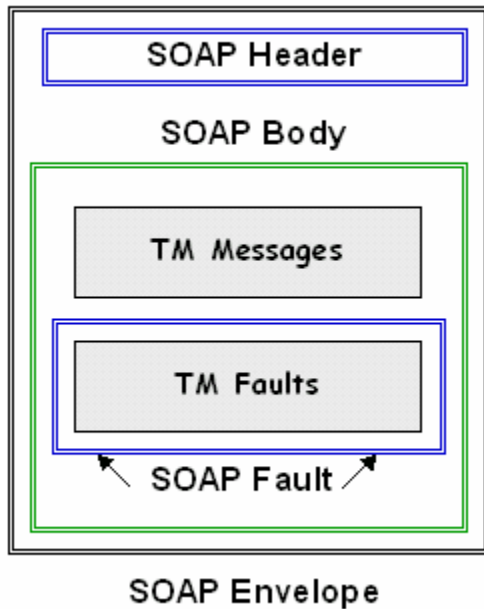 SOAP Header
SOAP Body
TM Messages
TM Faults
SOAP Fault
SOAP Envelope